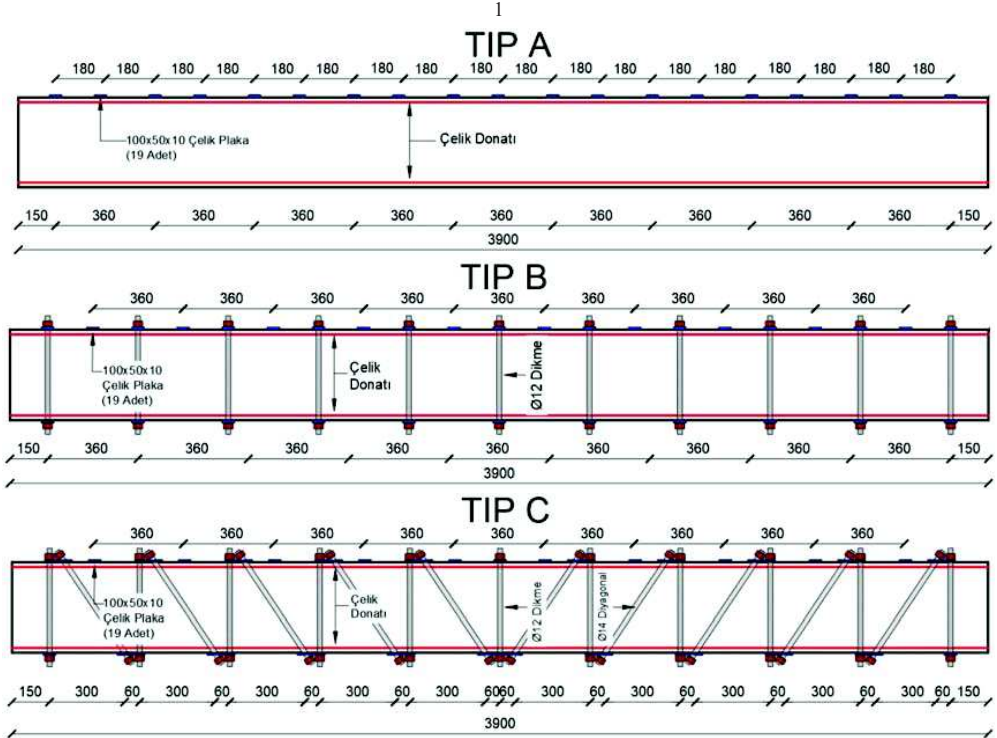 1
TIP A
180 180 180 180 180 180 180 180 180 180 180 180 180 180 180 180 180 180
100x50x10 Çelik Plaka
(19 Adet)
Çelik Donatı
150 360 360 360 360 360 360 360 360 360 150
3900
TIP B
360 360 360 360 360 360 360 360 360
100x50x10
Çelik Plaka
(19 Adet)
Çelik
Donatı
Ø12 Dikme
150 360 360 360 360 360 360 360 360 360 150
3900
TIP C
360 360 360 360 360 360 360 360 360
100x50x10
Çelik Plaka
(19 Adet)
Çelik
Donatı
Ø12 Dikme
Ø14 Diyagonal
150 300 60 300 60 300 60 300 60 300 60 60 300 60 300 60 300 60 300 60 300 60 150
3900